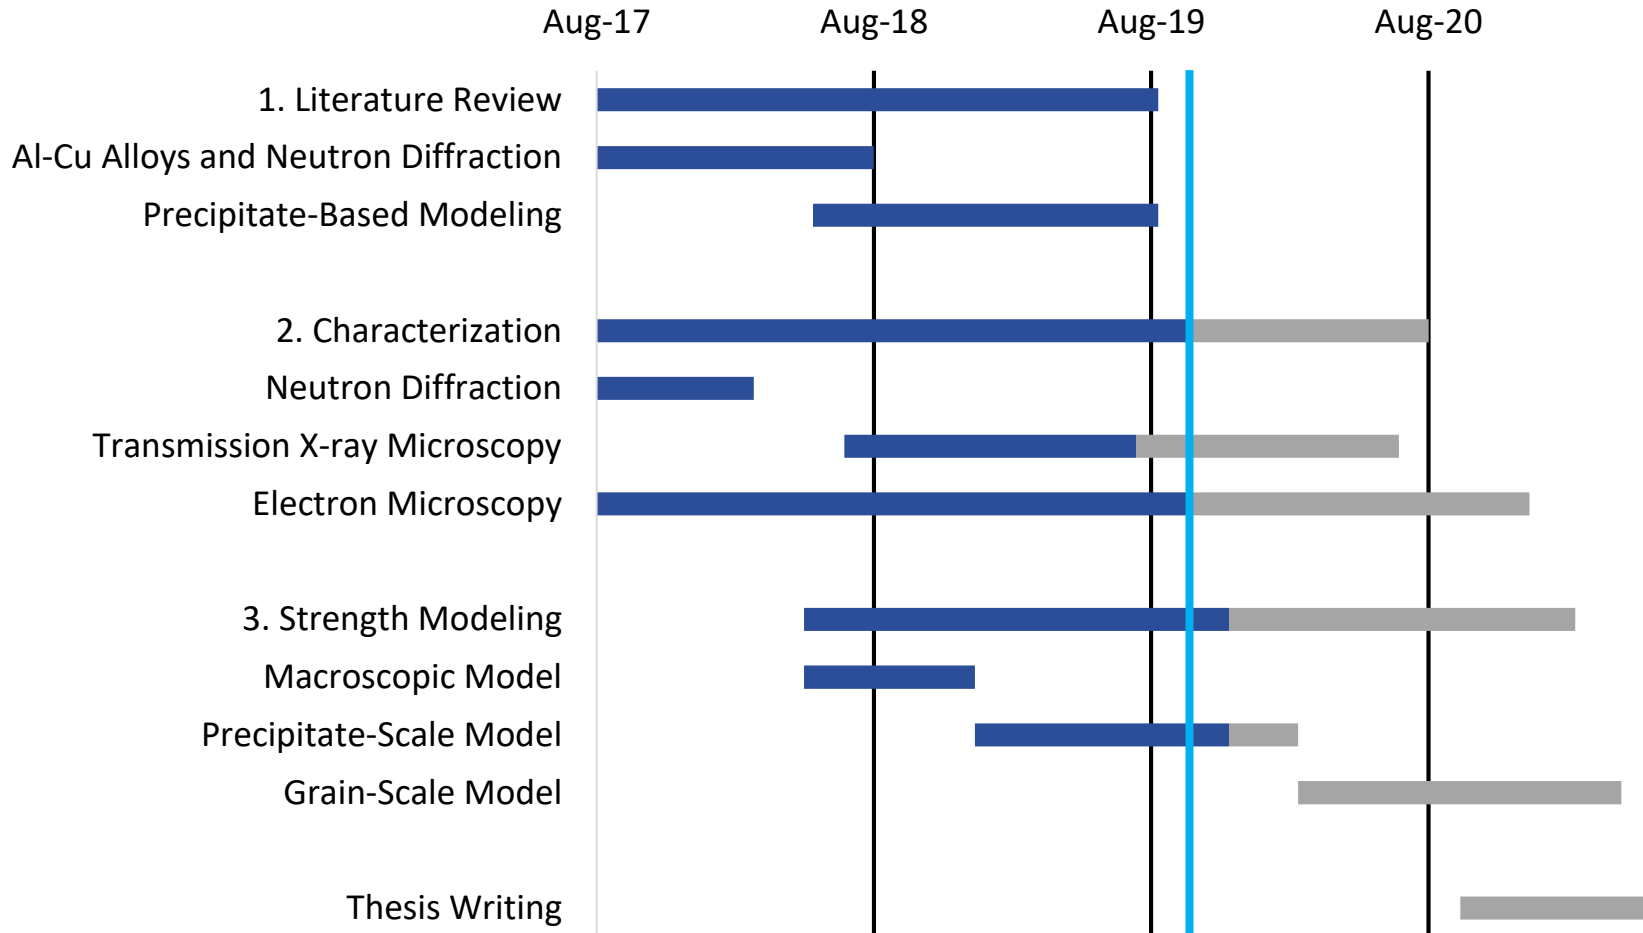 Aug-17 Aug-18 Aug-19 Aug-20
1. Literature Review
Al-Cu Alloys and Neutron Diffraction
Precipitate-Based Modeling
2. Characterization
Neutron Diffraction
Transmission X-ray Microscopy
Electron Microscopy
3. Strength Modeling
Macroscopic Model
Precipitate-Scale Model
Grain-Scale Model
Thesis Writing